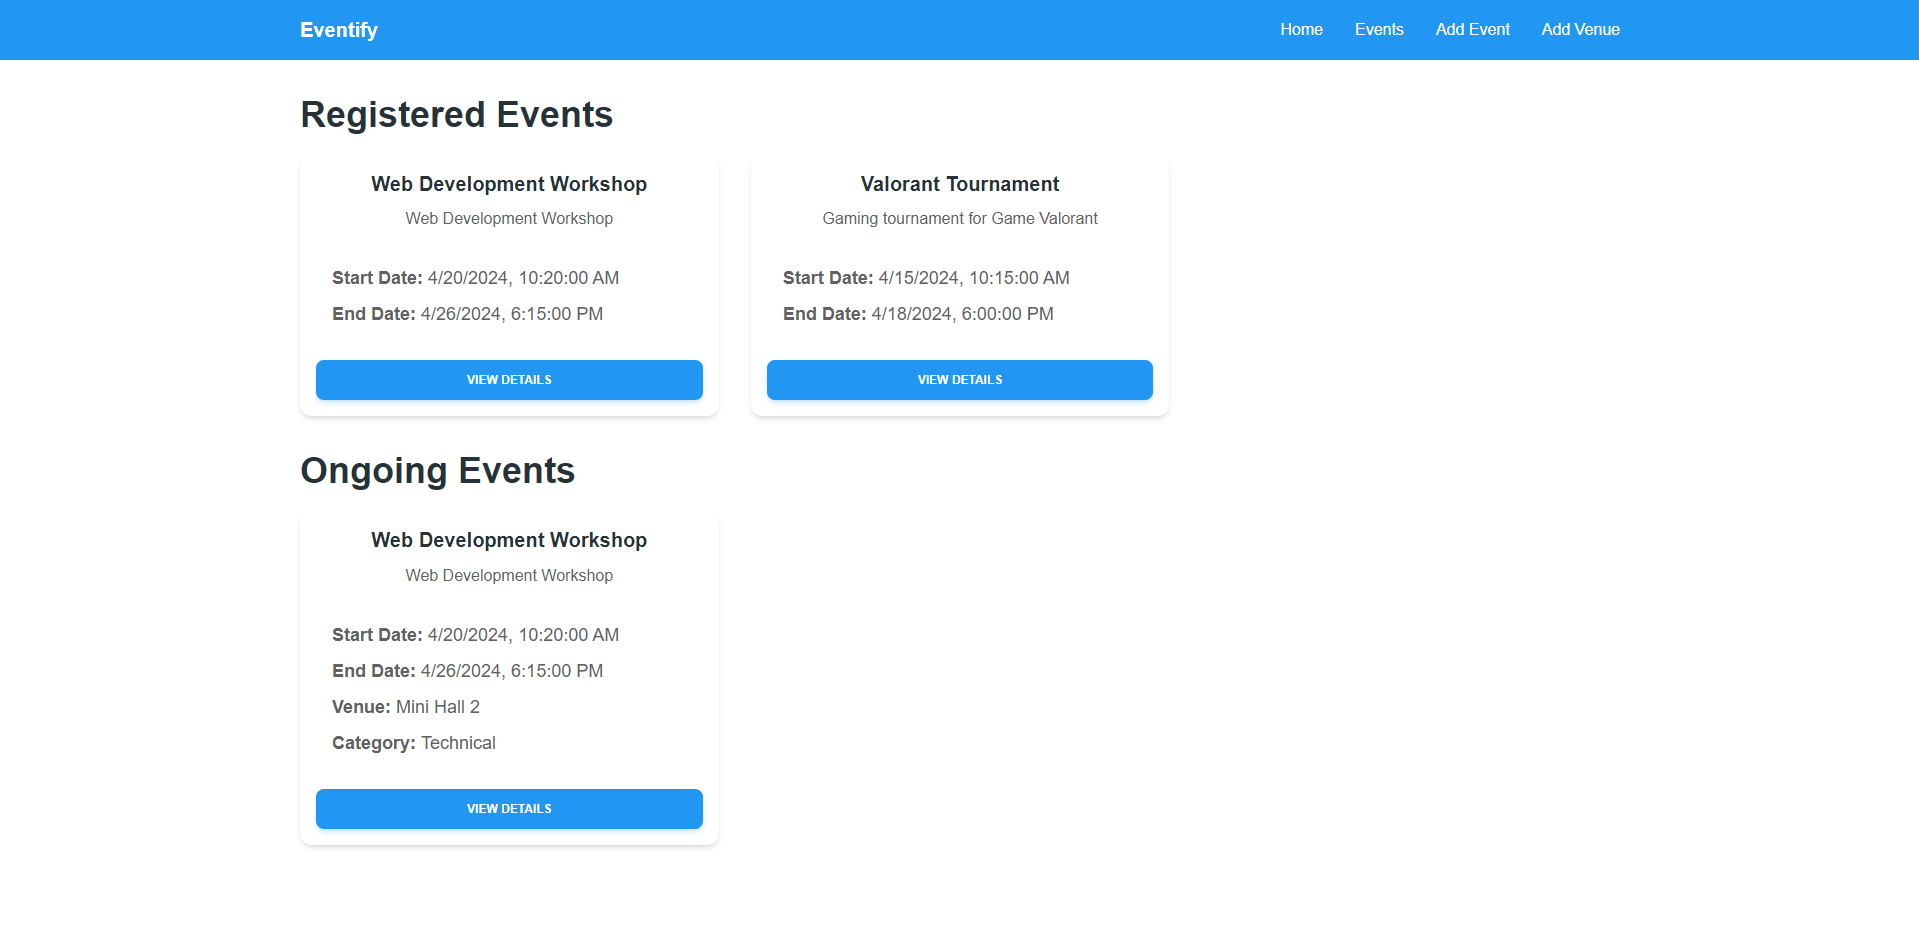 Eventify
Home
Events
Add Event
Add Venue
Registered Events
Web Development Workshop
Web Development Workshop
Start Date: 4/20/2024, 10:20:00 AM
End Date: 4/26/2024, 6:15:00 PM
VIEW DETAILS
Valorant Tournament
Gaming tournament for Game Valorant
Start Date: 4/15/2024, 10:15:00 AM
End Date: 4/18/2024, 6:00:00 PM
VIEW DETAILS
Ongoing Events
Web Development Workshop
Web Development Workshop
Start Date: 4/20/2024, 10:20:00 AM
End Date: 4/26/2024, 6:15:00 PM
Venue: Mini Hall 2
Category: Technical
VIEW DETAILS